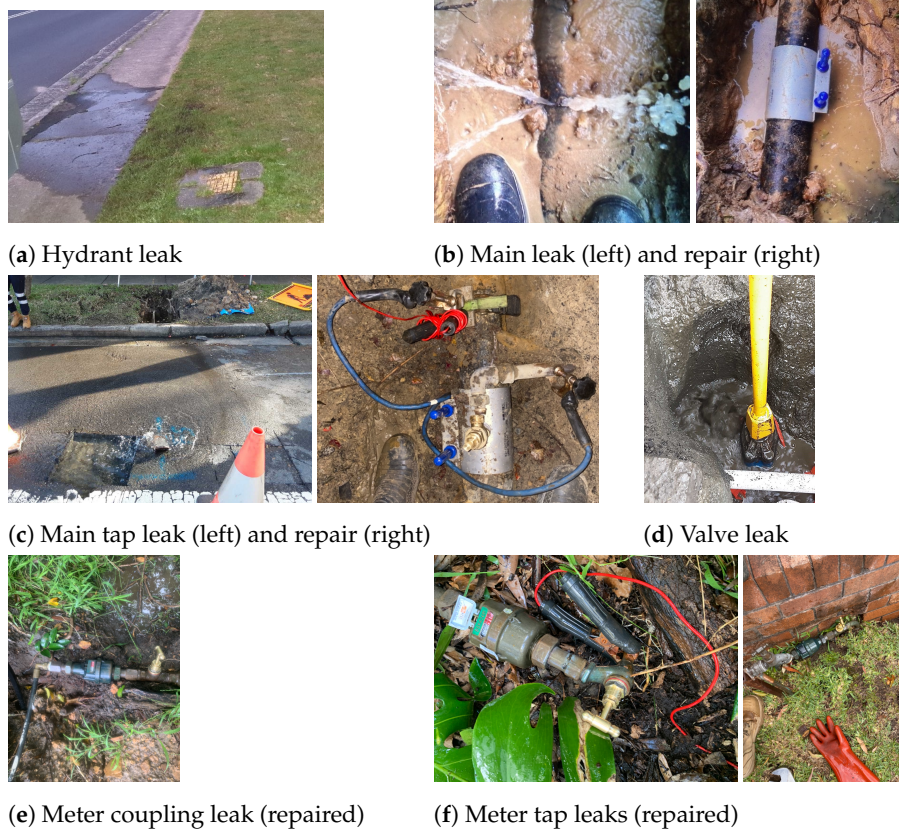 (a) Hydrant leak
(b) Main leak (left) and repair (right)
(c) Main tap leak (left) and repair (right)
(d) Valve leak
(e) Meter coupling leak (repaired)
(f) Meter tap leaks (repaired)